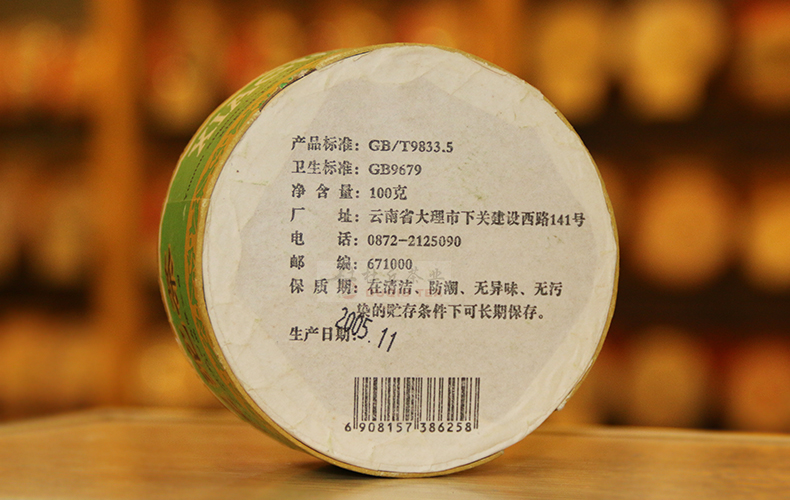 产品标准：GB/T9833.5
卫生标准：GB9679
净含量：100克
厂址：云南省大理市下关建设西路141号
电话：0872-2125090
邮编：671000
保质期：在清洁、防潮、无异味、无污
染的贮存条件下可长期保存。
生产日期：2005.11
6 908157 386258